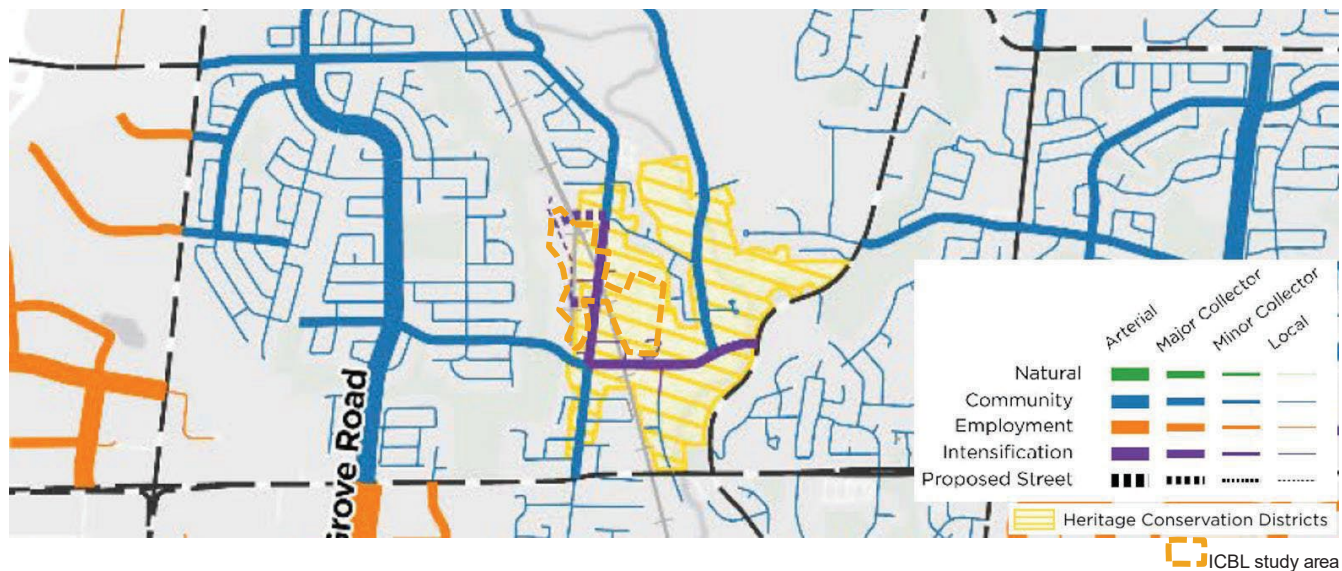 Grove Road
Arterial
Major Collector
Minor Collector
Local
Natural
Community
Employment
Intensification
Proposed Street
Heritage Conservation Districts
ICBL study area